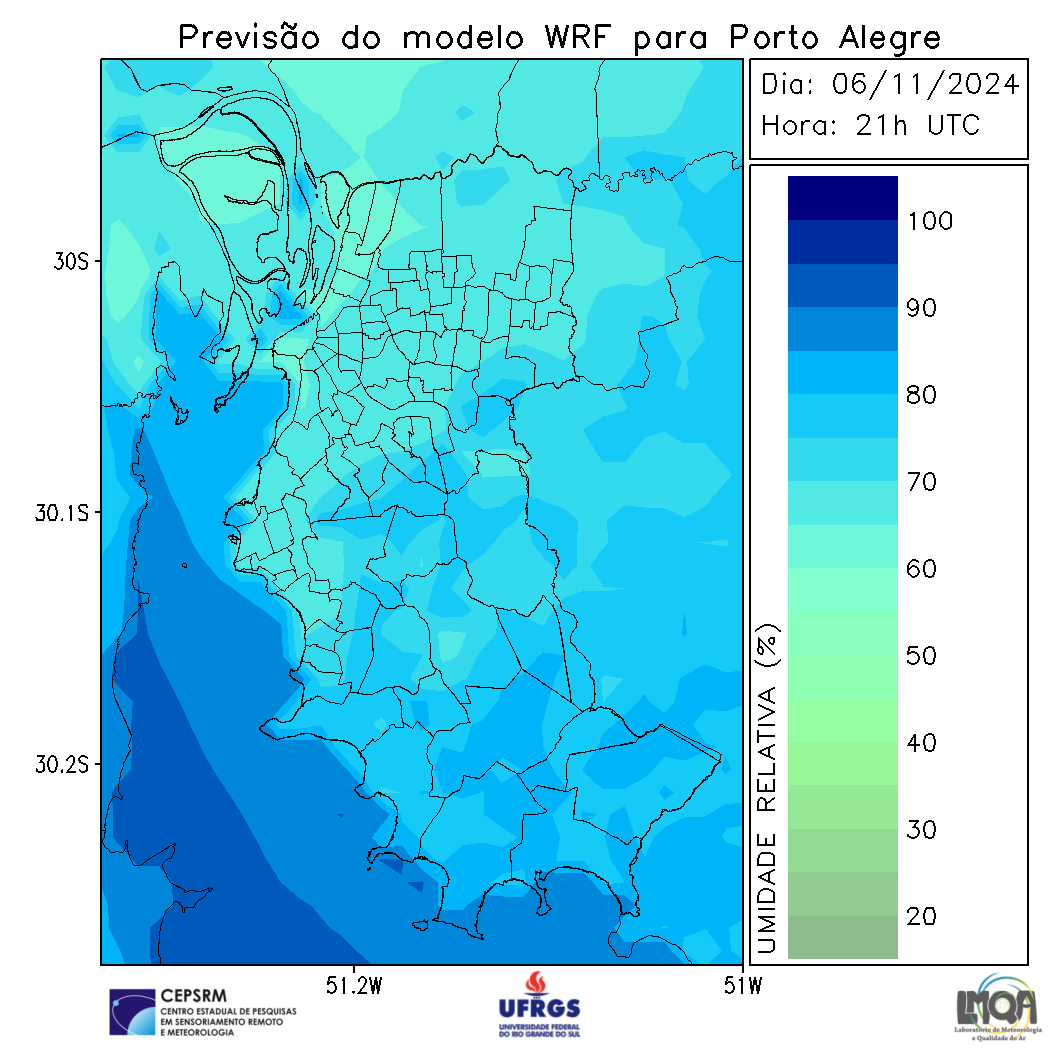 Previsão do modelo WRF para Porto Alegre
Dia: 06/11/2024
Hora: 21h UTC
30S
30.1S
30.2S
51.2W
51W
UMIDADE RELATIVA (%)
100
90
80
70
60
50
40
30
20
CEPSRM
CENTRO ESTADUAL DE PESQUISAS
EM SENSORIAMENTO REMOTO
E METEOROLOGIA
UFRGS
UNIVERSIDADE FEDERAL
DO RIO GRANDE DO SUL
LMQA
Laboratório de Meteorologia
e Qualidade do Ar